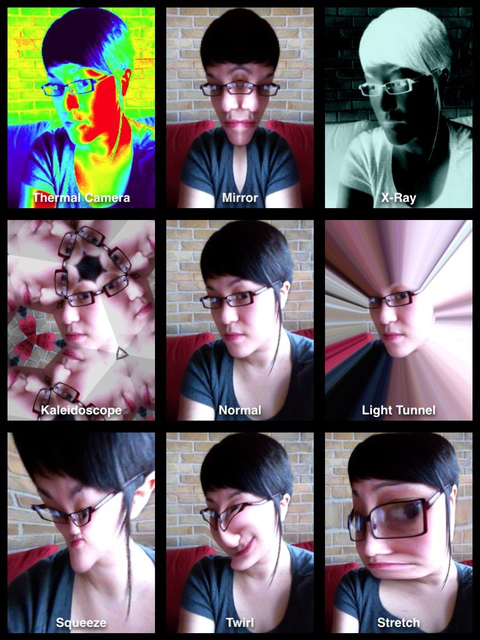 Thermal Camera
Mirror
X-Ray
Kaleidoscope
Normal
Light Tunnel
Squeeze
Twirl
Stretch